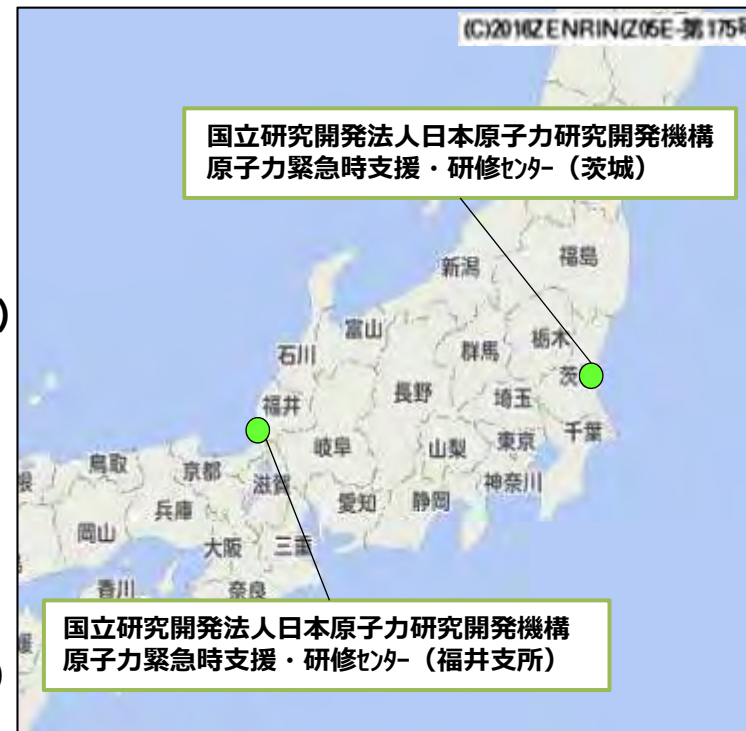 (C)2016ZENRIN(Z05E-第175号
国立研究開発法人日本原子力研究開発機構
原子力緊急時支援・研修ｾﾝﾀｰ（茨城）
新潟
福島
富山
石川
群馬
栃木
茨
長野
埼玉
福井
岐阜
山梨
東京
千葉
鳥取
京都
滋賀
神奈川
兵庫
愛知
静岡
岡山
大阪
三重
香川
奈良
国立研究開発法人日本原子力研究開発機構
原子力緊急時支援・研修ｾﾝﾀｰ（福井支所）
)
)